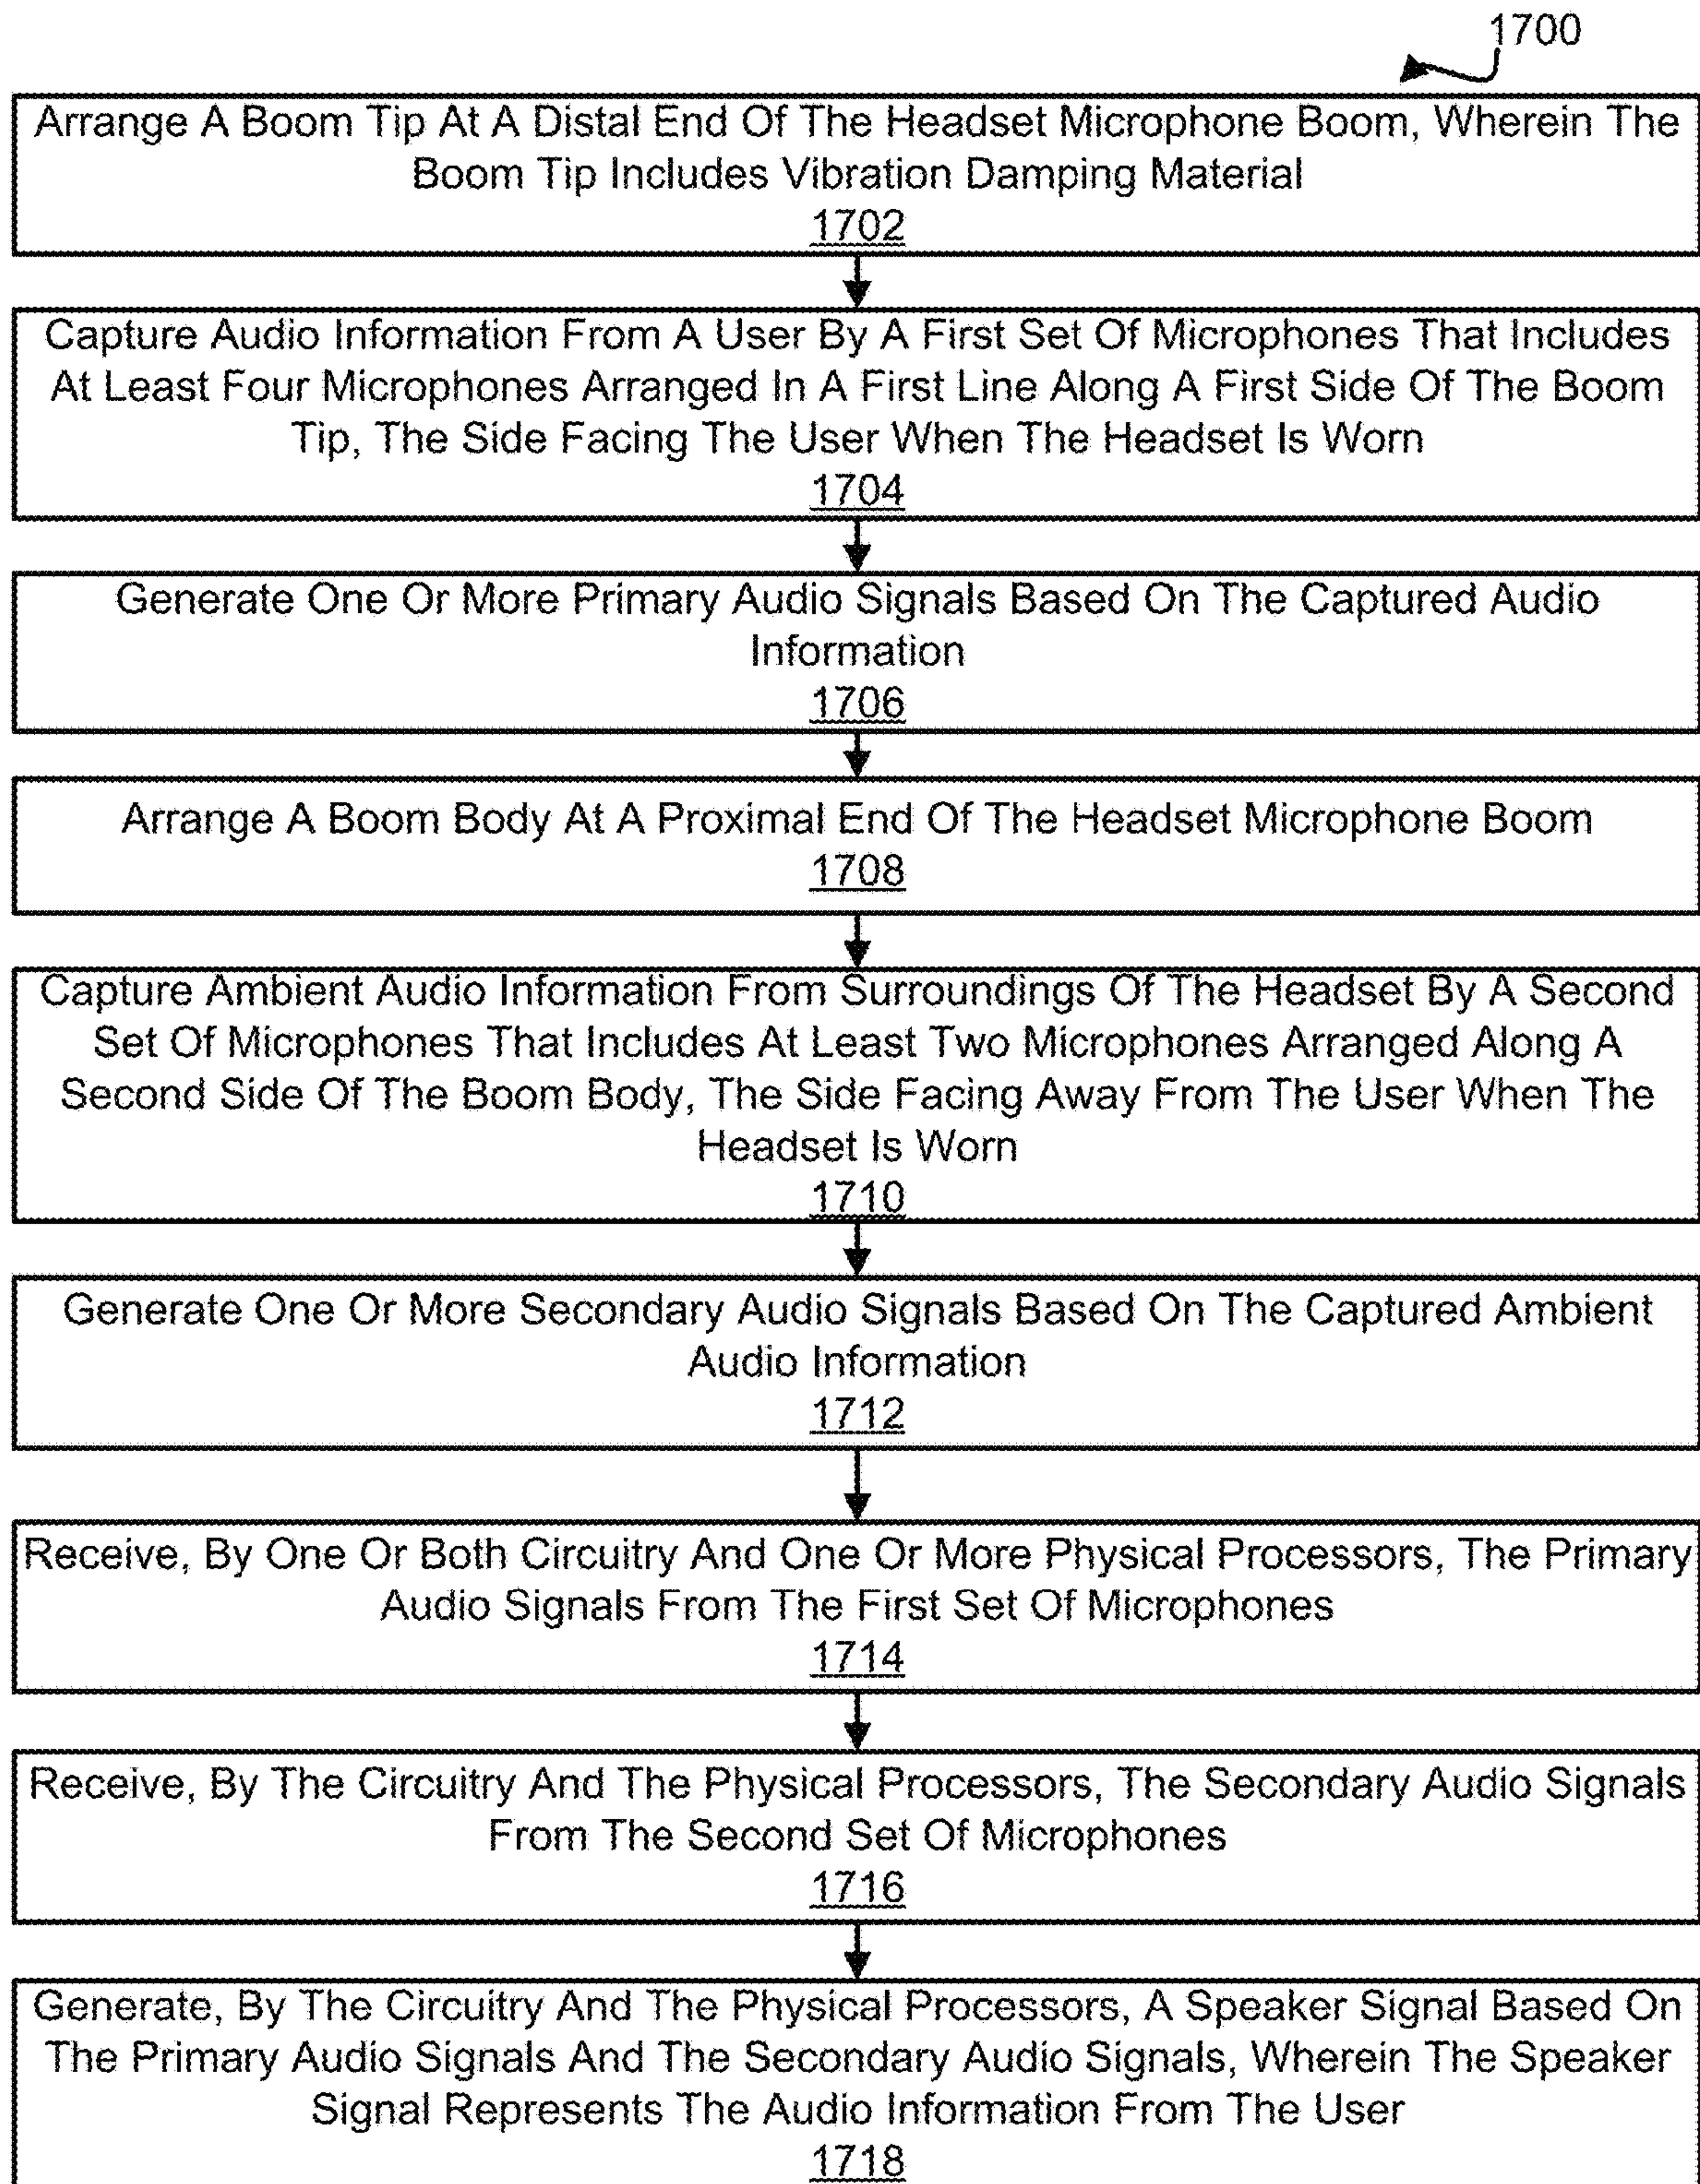 1700
Arrange A Boom Tip At A Distal End Of The Headset Microphone Boom, Wherein The
Boom Tip Includes Vibration Damping Material
1702
Capture Audio Information From A User By A First Set Of Microphones That Includes
At Least Four Microphones Arranged In A First Line Along A First Side Of The Boom
Tip, The Side Facing The User When The Headset Is Worn
1704
Generate One Or More Primary Audio Signals Based On The Captured Audio
Information
1706
Arrange A Boom Body At A Proximal End Of The Headset Microphone Boom
1708
Capture Ambient Audio Information From Surroundings Of The Headset By A Second
Set Of Microphones That Includes At Least Two Microphones Arranged Along A
Second Side Of The Boom Body, The Side Facing Away From The User When The
Headset Is Worn
1710
Generate One Or More Secondary Audio Signals Based On The Captured Ambient
Audio Information
1712
Receive, By One Or Both Circuitry And One Or More Physical Processors, The Primary
Audio Signals From The First Set Of Microphones
1714
Receive, By The Circuitry And The Physical Processors, The Secondary Audio Signals
From The Second Set Of Microphones
1716
Generate, By The Circuitry And The Physical Processors, A Speaker Signal Based On
The Primary Audio Signals And The Secondary Audio Signals, Wherein The Speaker
Signal Represents The Audio Information From The User
1718